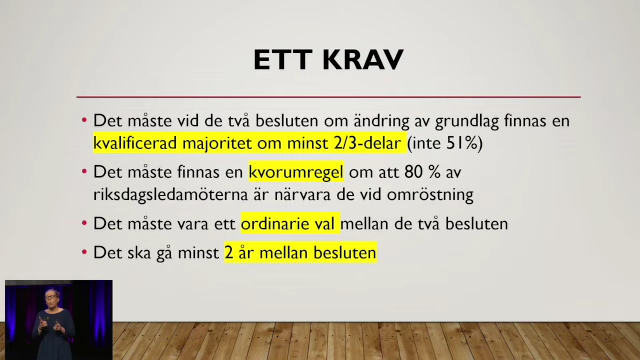 ETT KRAV
• Det måste vid de två besluten om ändring av grundlag finnas en
kvalificerad majoritet om minst 2/3-delar (inte 51%)
• Det måste finnas en kvorumregel om att 80 % av
riksdagsledamöterna är närvara de vid omröstning
• Det måste vara ett ordinarie val mellan de två besluten
• Det ska gå minst 2 år mellan besluten